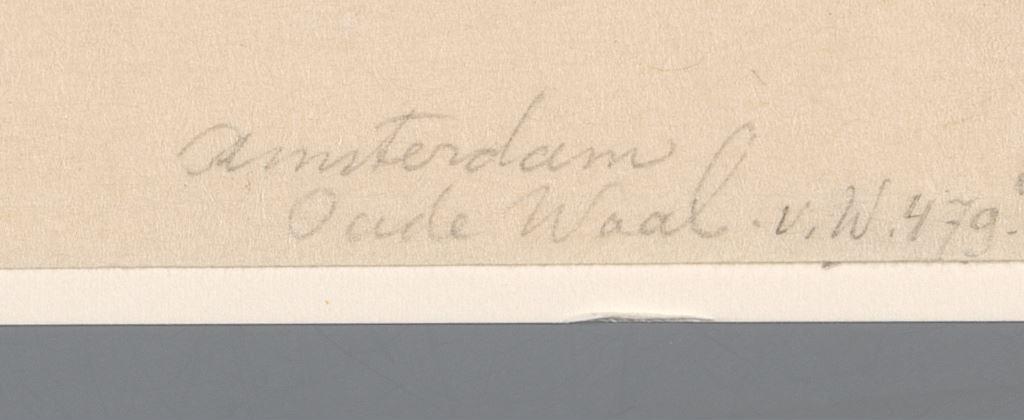 Amsterdam
Oude Waal. v. W. 479.